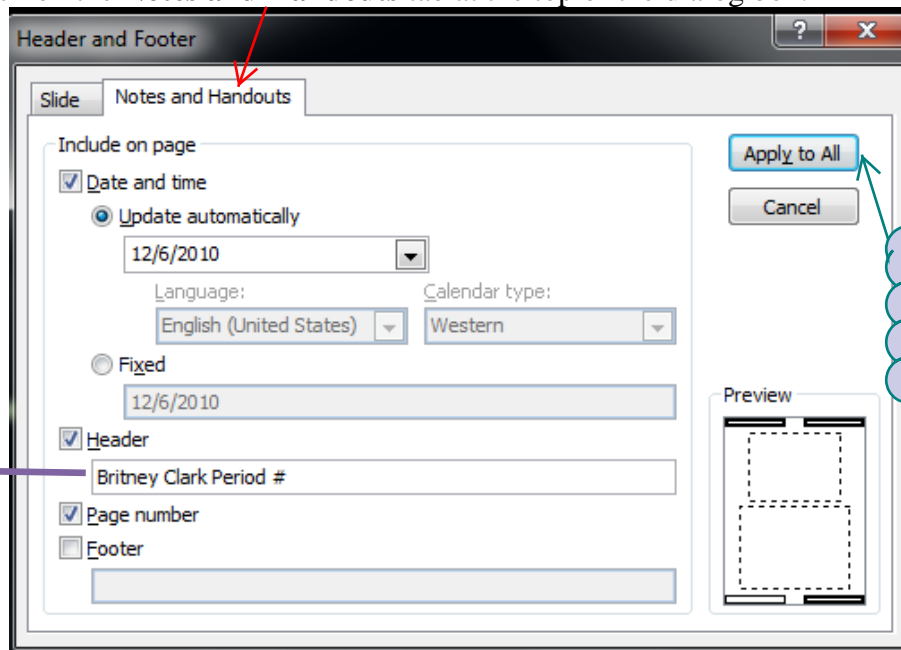 Header and Footer
?
x
Slide
Notes and Handouts
Include on page
Date and time
Update automatically
12/6/2010
Language:
Calendar type:
English (United States)
Western
Fixed
12/6/2010
Header
Britney Clark Period #
Page number
Footer
Apply to All
Cancel
Preview